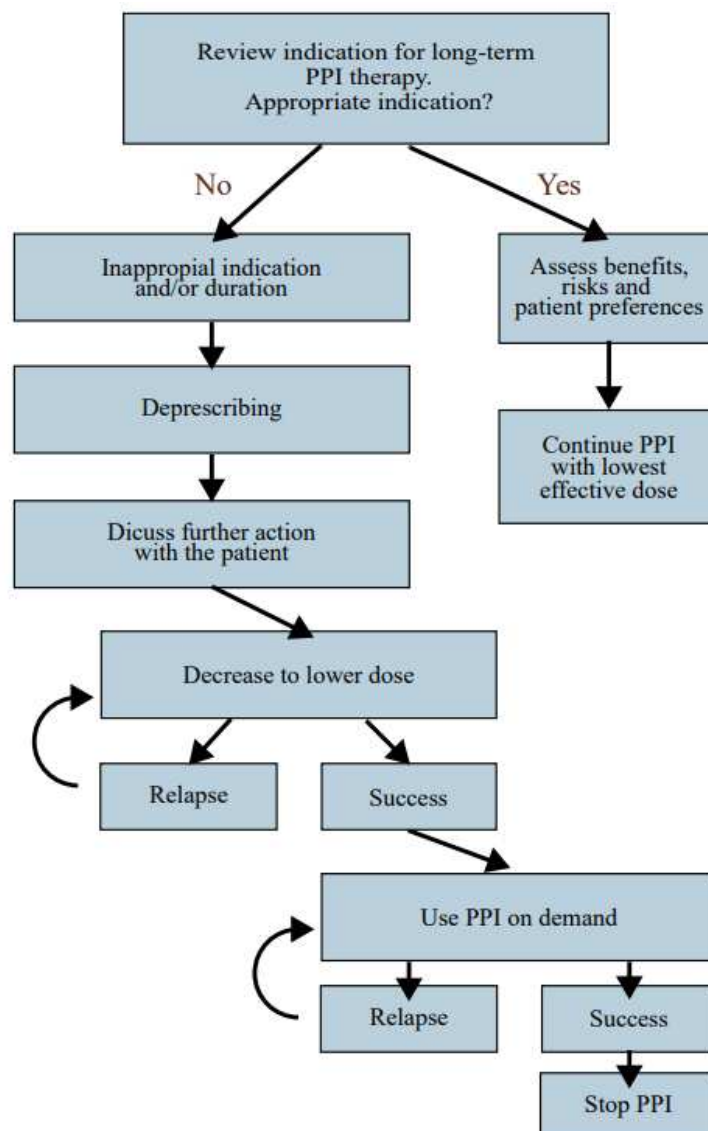 Review indication for long-term
PPI therapy.
Appropriate indication?
No
Yes
Inappropial indication
and/or duration
Assess benefits,
risks and
patient preferences
Deprescribing
Continue PPI
with lowest
effective dose
Dicuss further action
with the patient
Decrease to lower dose
Relapse
Success
Use PPI on demand
Relapse
Success
Stop PPI